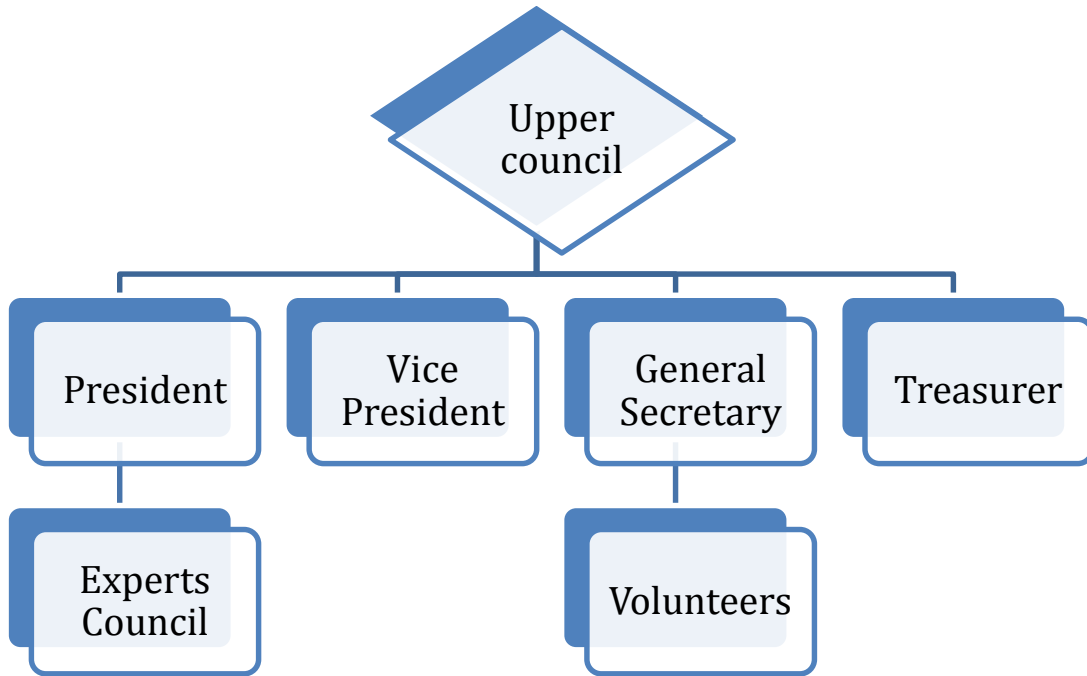 Upper
council
President
Vice
President
General
Secretary
Treasurer
Experts
Council
Volunteers